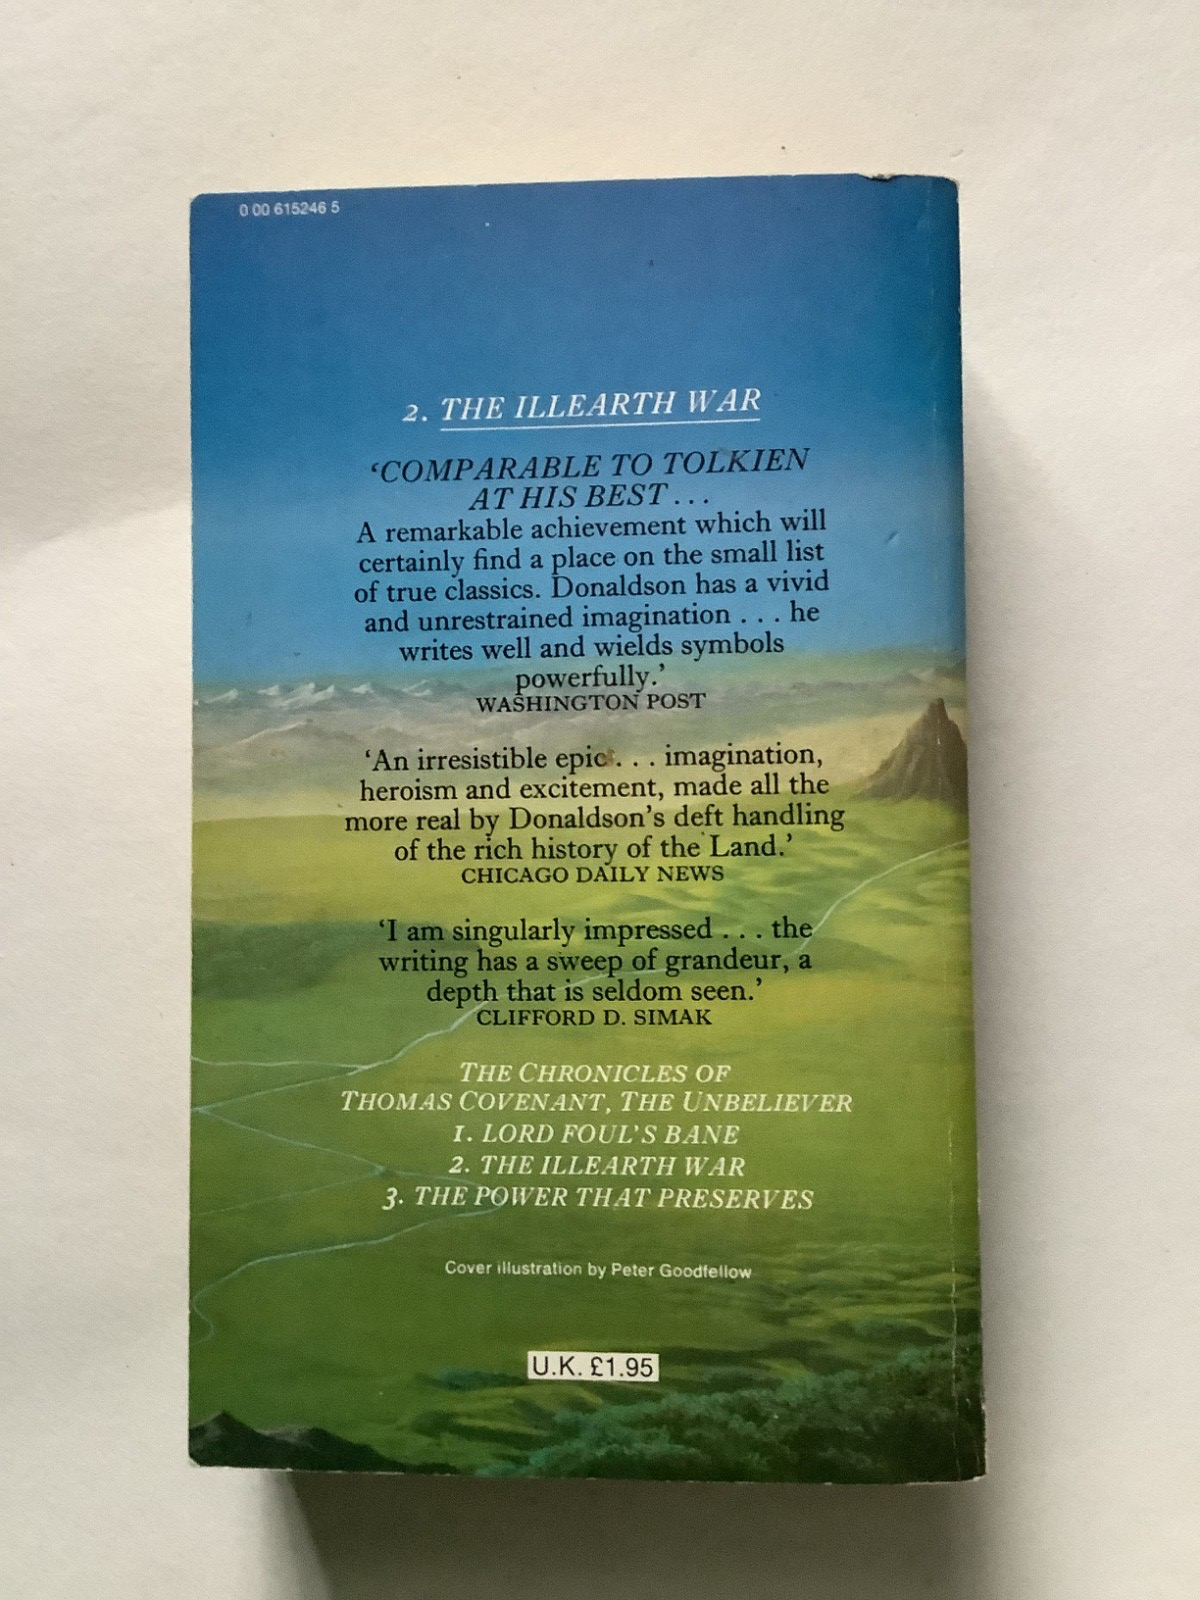 0 00 615246 5
2. THE ILLEARTH WAR
‘COMPARABLE TO TOLKIEN
AT HIS BEST . . .
A remarkable achievement which will
certainly find a place on the small list
of true classics. Donaldson has a vivid
and unrestrained imagination . . . he
writes well and wields symbols
powerfully.’
WASHINGTON POST
‘An irresistible epic . . . imagination,
heroism and excitement, made all the
more real by Donaldson’s deft handling
of the rich history of the Land.’
CHICAGO DAILY NEWS
‘I am singularly impressed . . . the
writing has a sweep of grandeur, a
depth that is seldom seen.’
CLIFFORD D. SIMAK
THE CHRONICLES OF
THOMAS COVENANT, THE UNBELIEVER
1. LORD FOUL’S BANE
2. THE ILLEARTH WAR
3. THE POWER THAT PRESERVES
Cover illustration by Peter Goodfellow
U.K. £1.95